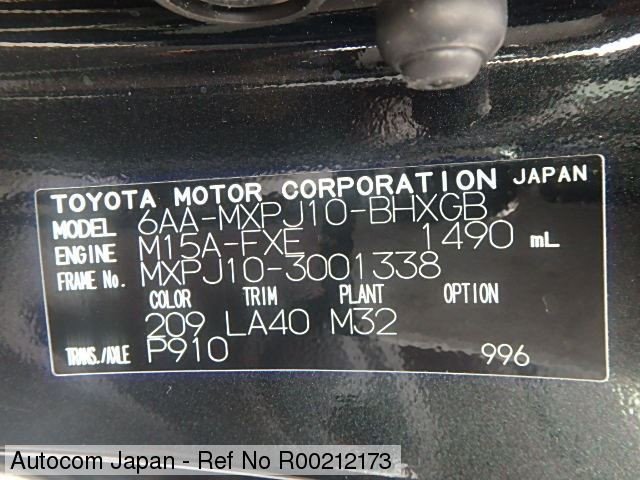 TOYOTA MOTOR CORPORATION JAPAN
MODEL 6AA-MXPJ10-BHXGB
ENGINE M15A-FXE 1490 mL
FRAME No. MXPJ10-3001338
COLOR TRIM PLANT OPTION
209 LA40 M32
TRANS./AXLE P910 996
Autocom Japan - Ref No R00212173